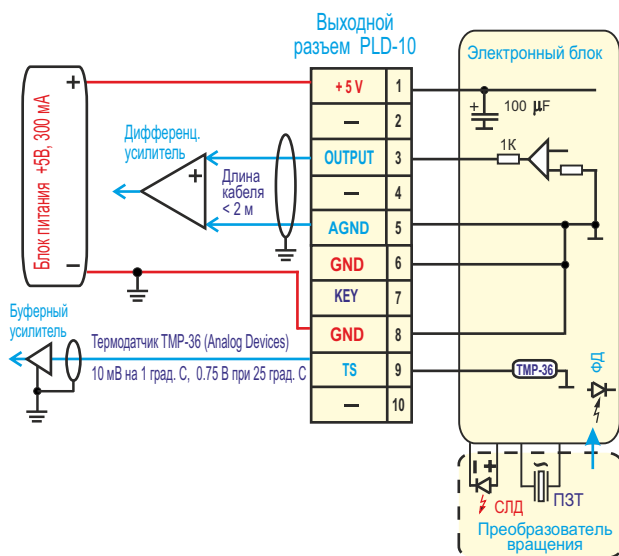 Выходной
разъем PLD-10
Электронный блок
Блок питания +5В, 300 мА
+
−
+ 5 V 1
— 2
OUTPUT 3
— 4
AGND 5
GND 6
KEY 7
GND 8
TS 9
— 10
+
100 µF
1К
Дифференц.
усилитель
+
Длина
кабеля
< 2 м
Буферный
усилитель
Термодатчик TMP-36 (Analog Devices)
10 мВ на 1 град. С, 0.75 В при 25 град. С
TMP-36
ФД
− +
~
СЛД
ПЗТ
Преобразователь
вращения